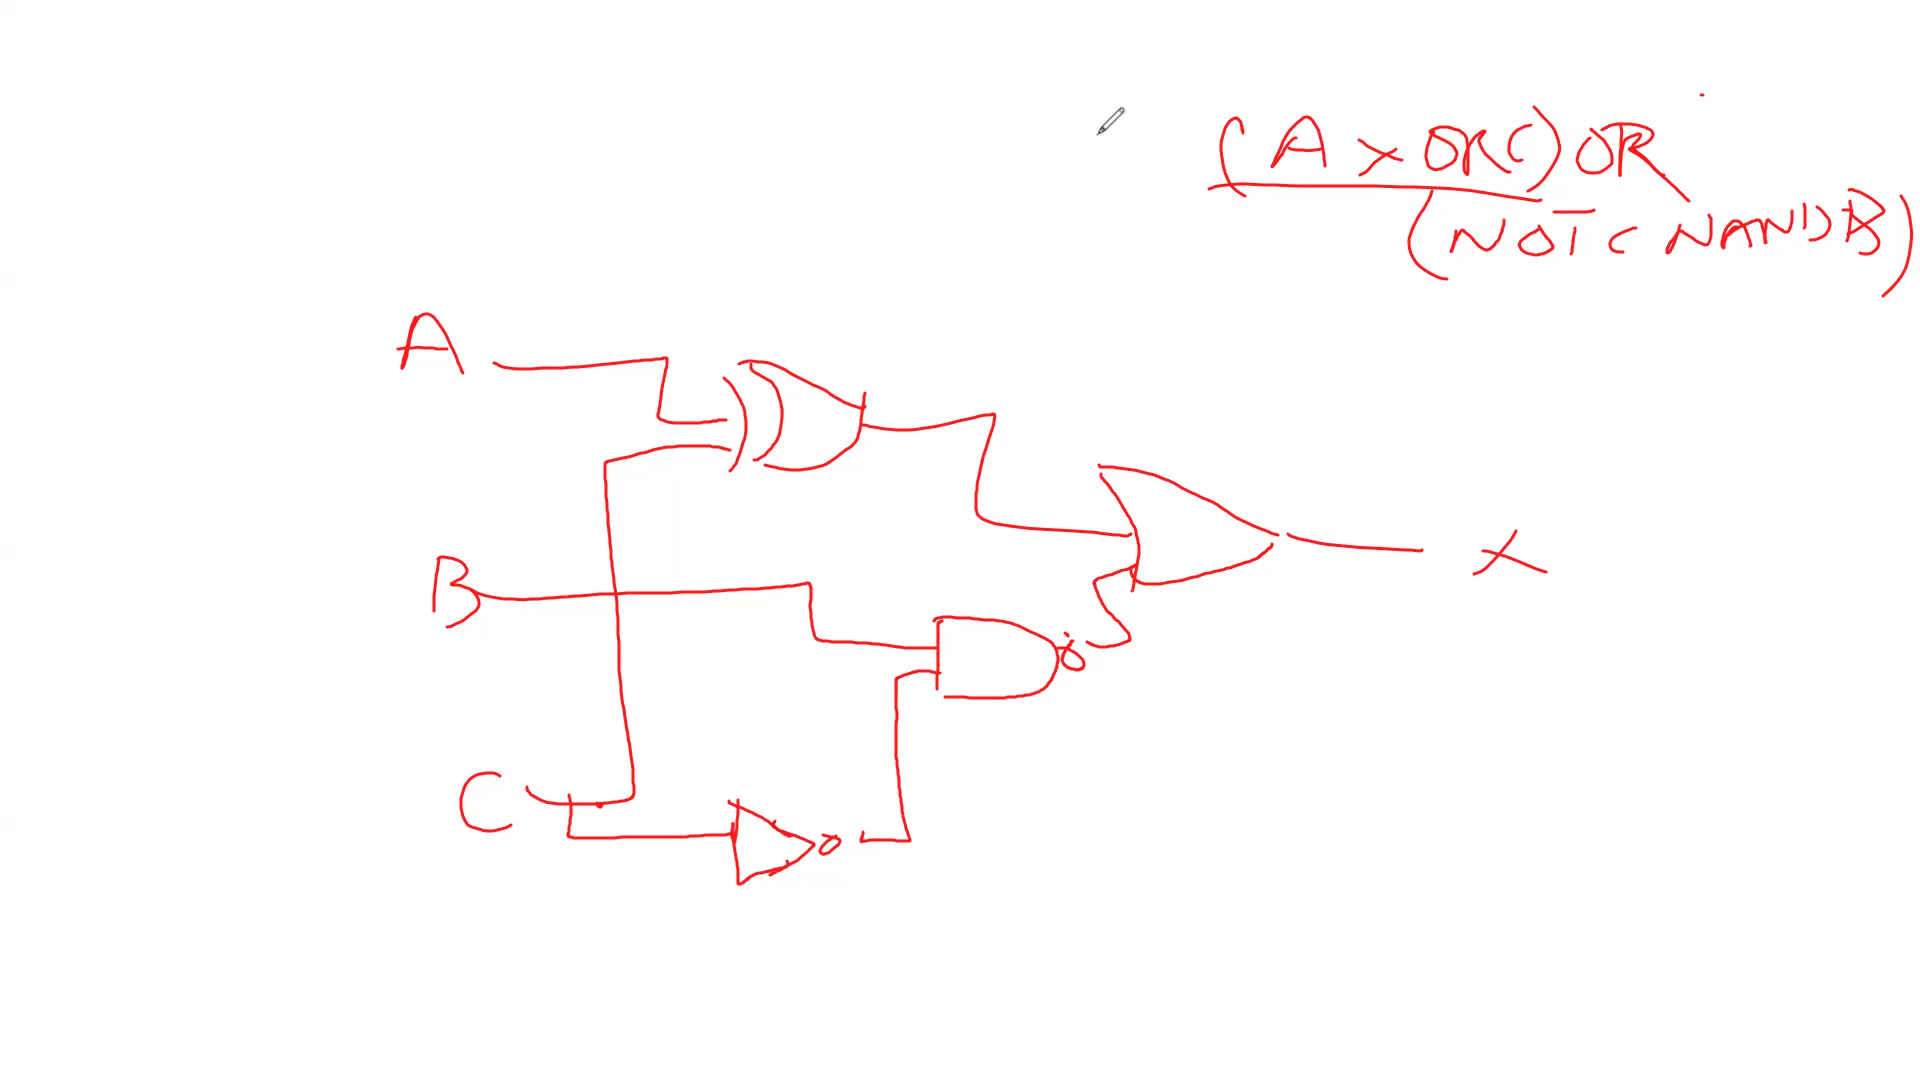 (A XOR C) OR
(NOT C NAND B)
A
B
C
X